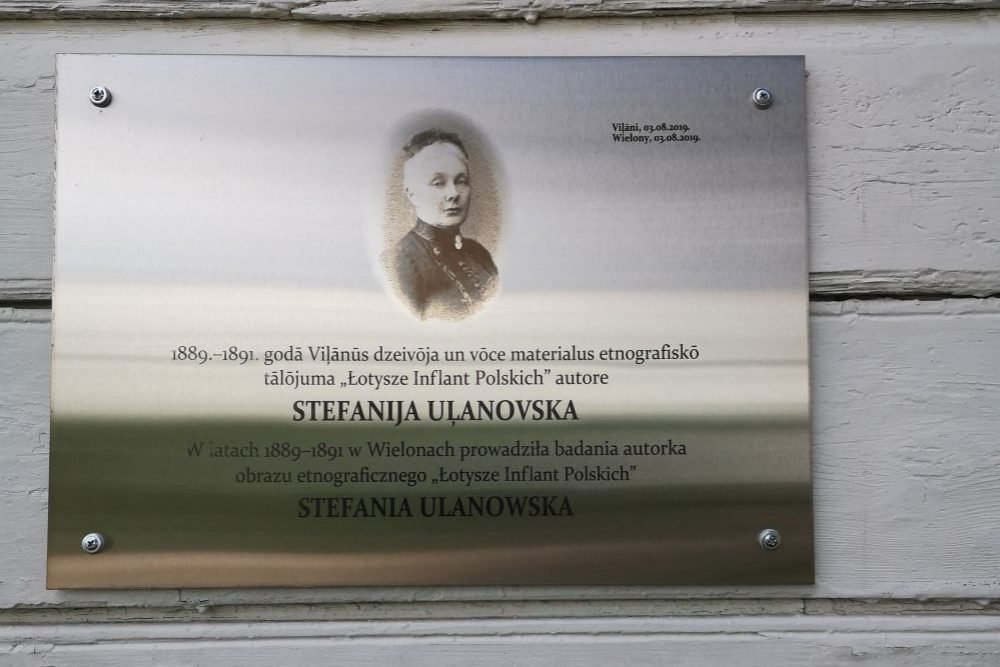 Viļāni, 03.08.2019.
Wielony, 03.08.2019.
1889.–1891. godā Viļānūs dzeivōja un vōce materialus etnografiskō
tālōjuma „Łotysze Inflant Polskich” autore
STEFANIJA UĻANOVSKA
W latach 1889–1891 w Wielonach prowadziła badania autorka
obrazu etnograficznego „Łotysze Inflant Polskich”
STEFANIA ULANOWSKA